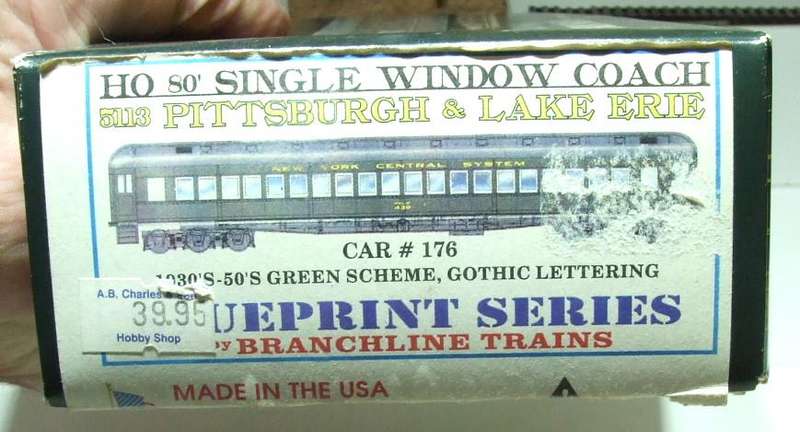 HO 80' SINGLE WINDOW COACH
5113 PITTSBURGH & LAKE ERIE
NEW YORK CENTRAL SYSTEM
CAR # 176
1930'S-50'S GREEN SCHEME, GOTHIC LETTERING
A.B. Charles
39.95
Hobby Shop
UEPRINT SERIES
by BRANCHLINE TRAINS
MADE IN THE USA